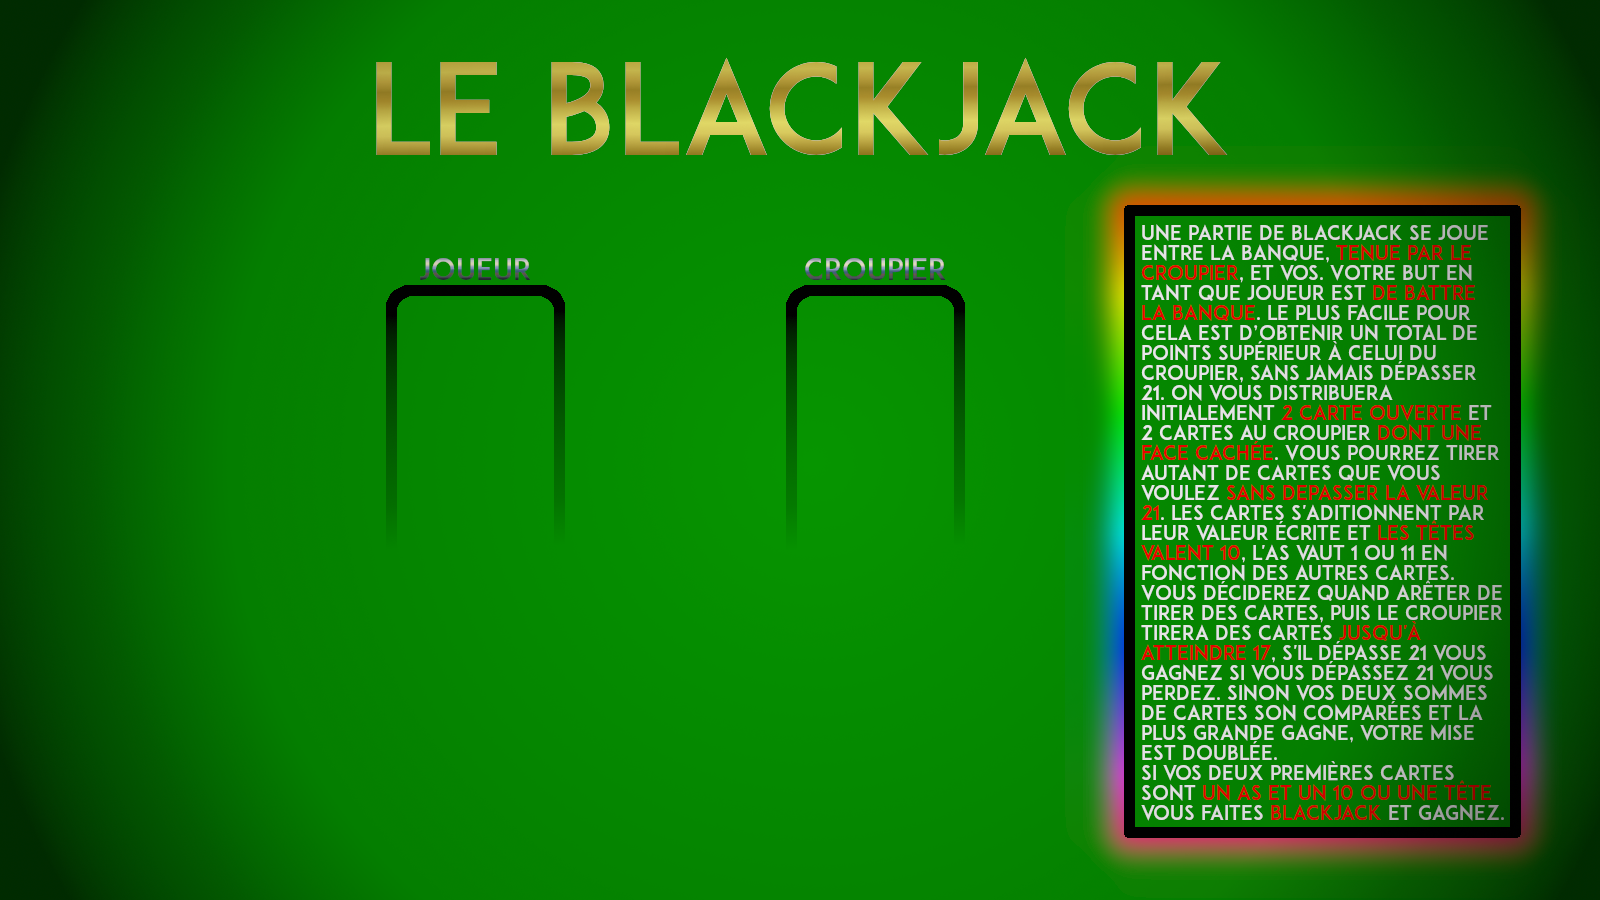 LE BLACKJACK
JOUEUR
CROUPIER
UNE PARTIE DE BLACKJACK SE JOUE
ENTRE LA BANQUE, TENUE PAR LE
CROUPIER, ET VOS. VOTRE BUT EN
TANT QUE JOUEUR EST DE BATTRE
LA BANQUE. LE PLUS FACILE POUR
CELA EST D'OBTENIR UN TOTAL DE
POINTS SUPÉRIEUR À CELUI DU
CROUPIER, SANS JAMAIS DÉPASSER
21. ON VOUS DISTRIBUERA
INITIALEMENT 2 CARTE OUVERTE ET
2 CARTES AU CROUPIER DONT UNE
FACE CACHÉE. VOUS POURREZ TIRER
AUTANT DE CARTES QUE VOUS
VOULEZ SANS DEPASSER LA VALEUR
21. LES CARTES S'ADITIONNENT PAR
LEUR VALEUR ÉCRITE ET LES TÊTES
VALENT 10, L'AS VAUT 1 OU 11 EN
FONCTION DES AUTRES CARTES.
VOUS DÉCIDEREZ QUAND ARÊTER DE
TIRER DES CARTES, PUIS LE CROUPIER
TIRERA DES CARTES JUSQU'À
ATTEINDRE 17, S'IL DÉPASSE 21 VOUS
GAGNEZ SI VOUS DÉPASSEZ 21 VOUS
PERDEZ. SINON VOS DEUX SOMMES
DE CARTES SON COMPARÉES ET LA
PLUS GRANDE GAGNE, VOTRE MISE
EST DOUBLÉE.
SI VOS DEUX PREMIÈRES CARTES
SONT UN AS ET UN 10 OU UNE TÊTE
VOUS FAITES BLACKJACK ET GAGNEZ.